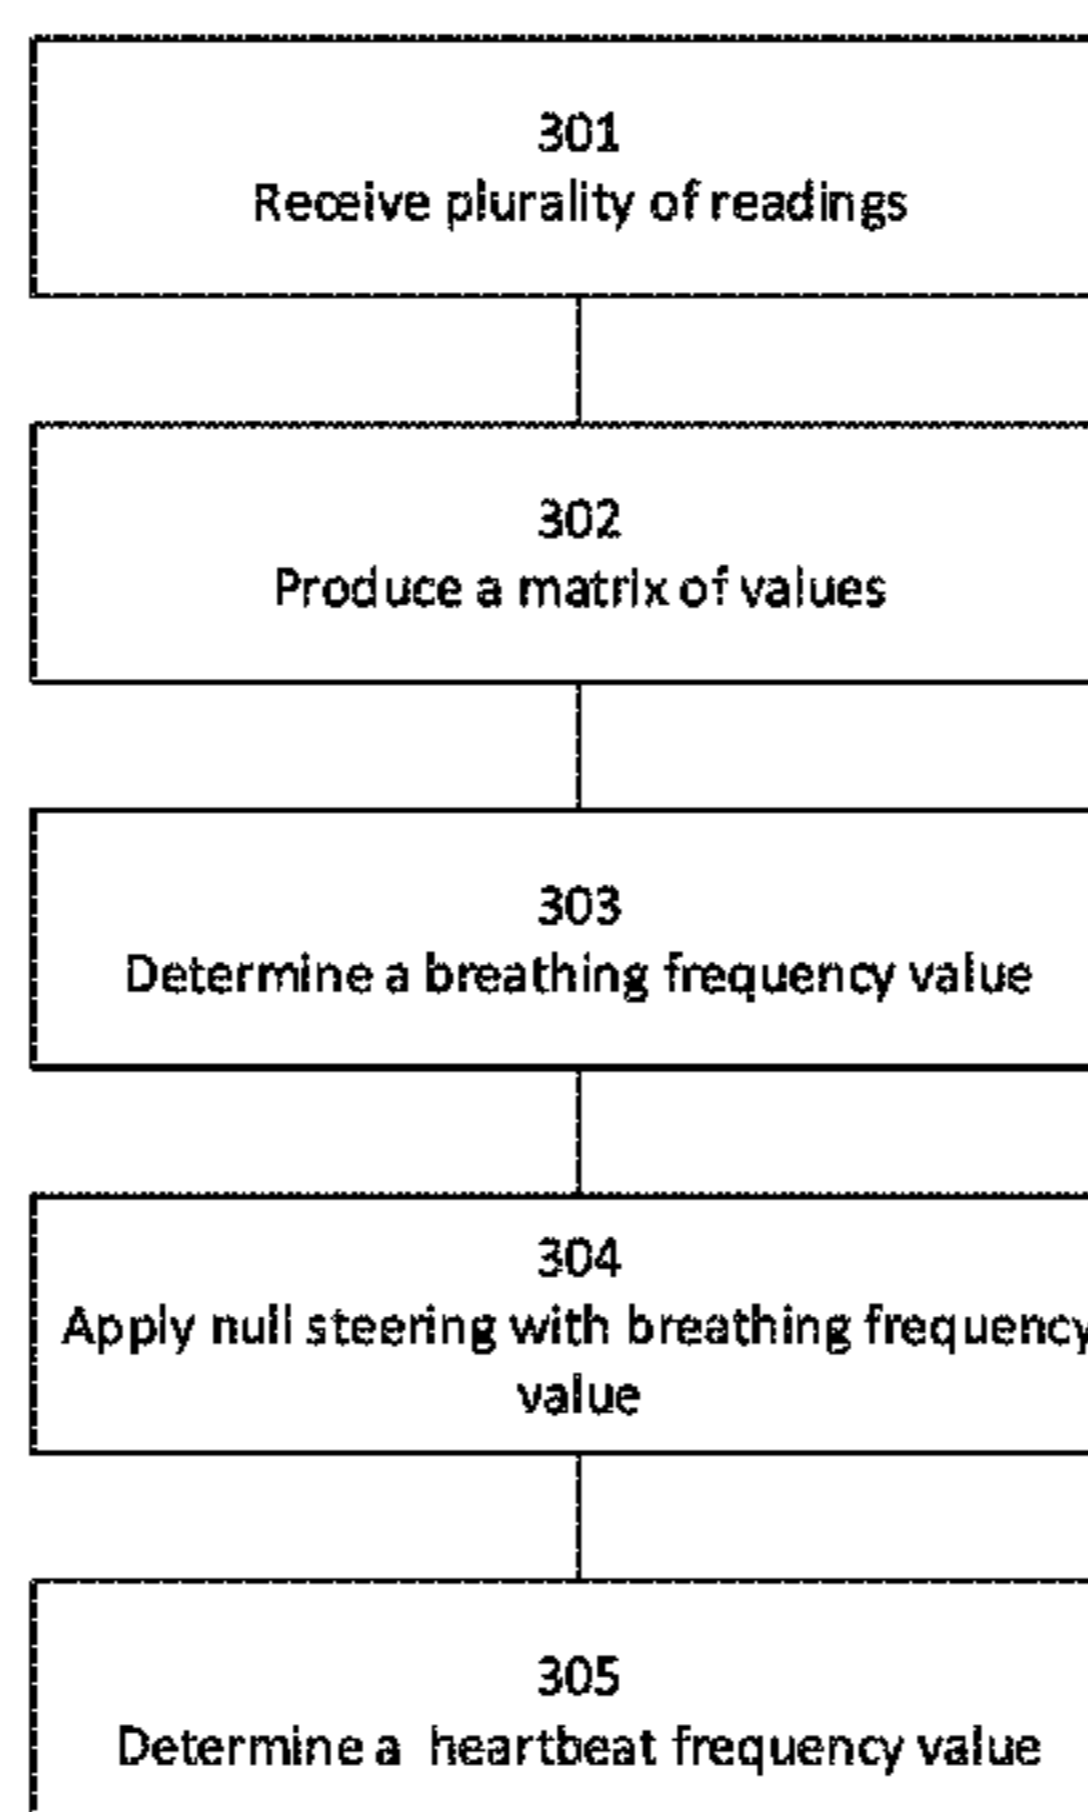 301
Receive plurality of readings
302
Produce a matrix of values
303
Determine a breathing frequency value
304
Apply null steering with breathing frequency
value
305
Determine a heartbeat frequency value